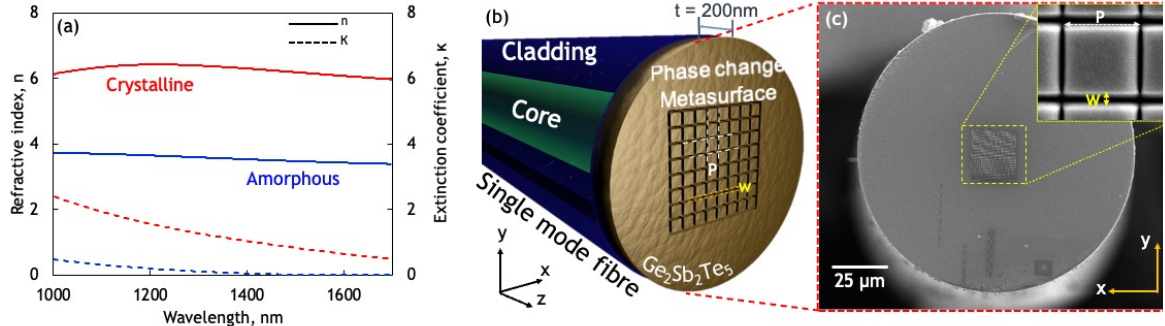 (a)
n
κ
Refractive index, n
8
6
4
2
0
Crystalline
Amorphous
8
6
4
2
0
Extinction coefficient, κ
1000
1200
1400
1600
Wavelength, nm
(b)
t = 200nm
Cladding
Core
Single mode fibre
Phase change
Metasurface
P
W
Ge2Sb2Te5
y
x
z
(c)
P
W
25 µm
y
x